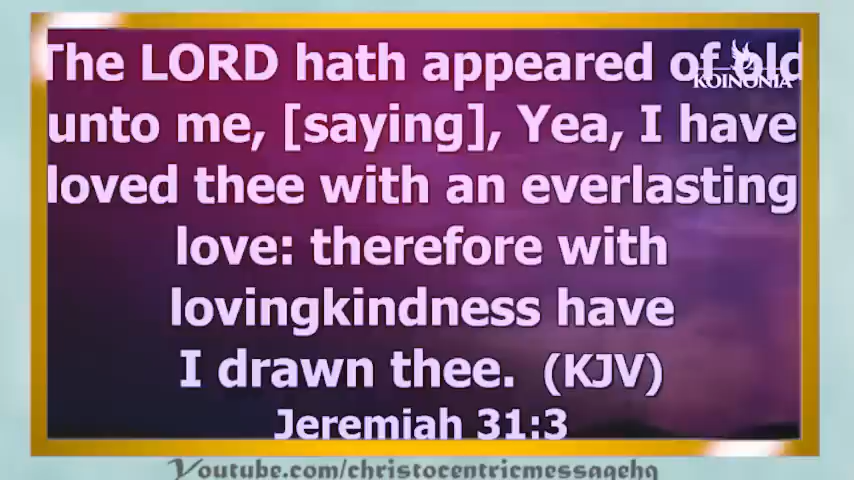 The LORD hath appeared of old
KOINONIA
unto me, [saying], Yea, I have
loved thee with an everlasting
love: therefore with
lovingkindness have
I drawn thee. (KJV)
Jeremiah 31:3
Youtube.com/christocentricmessagehq